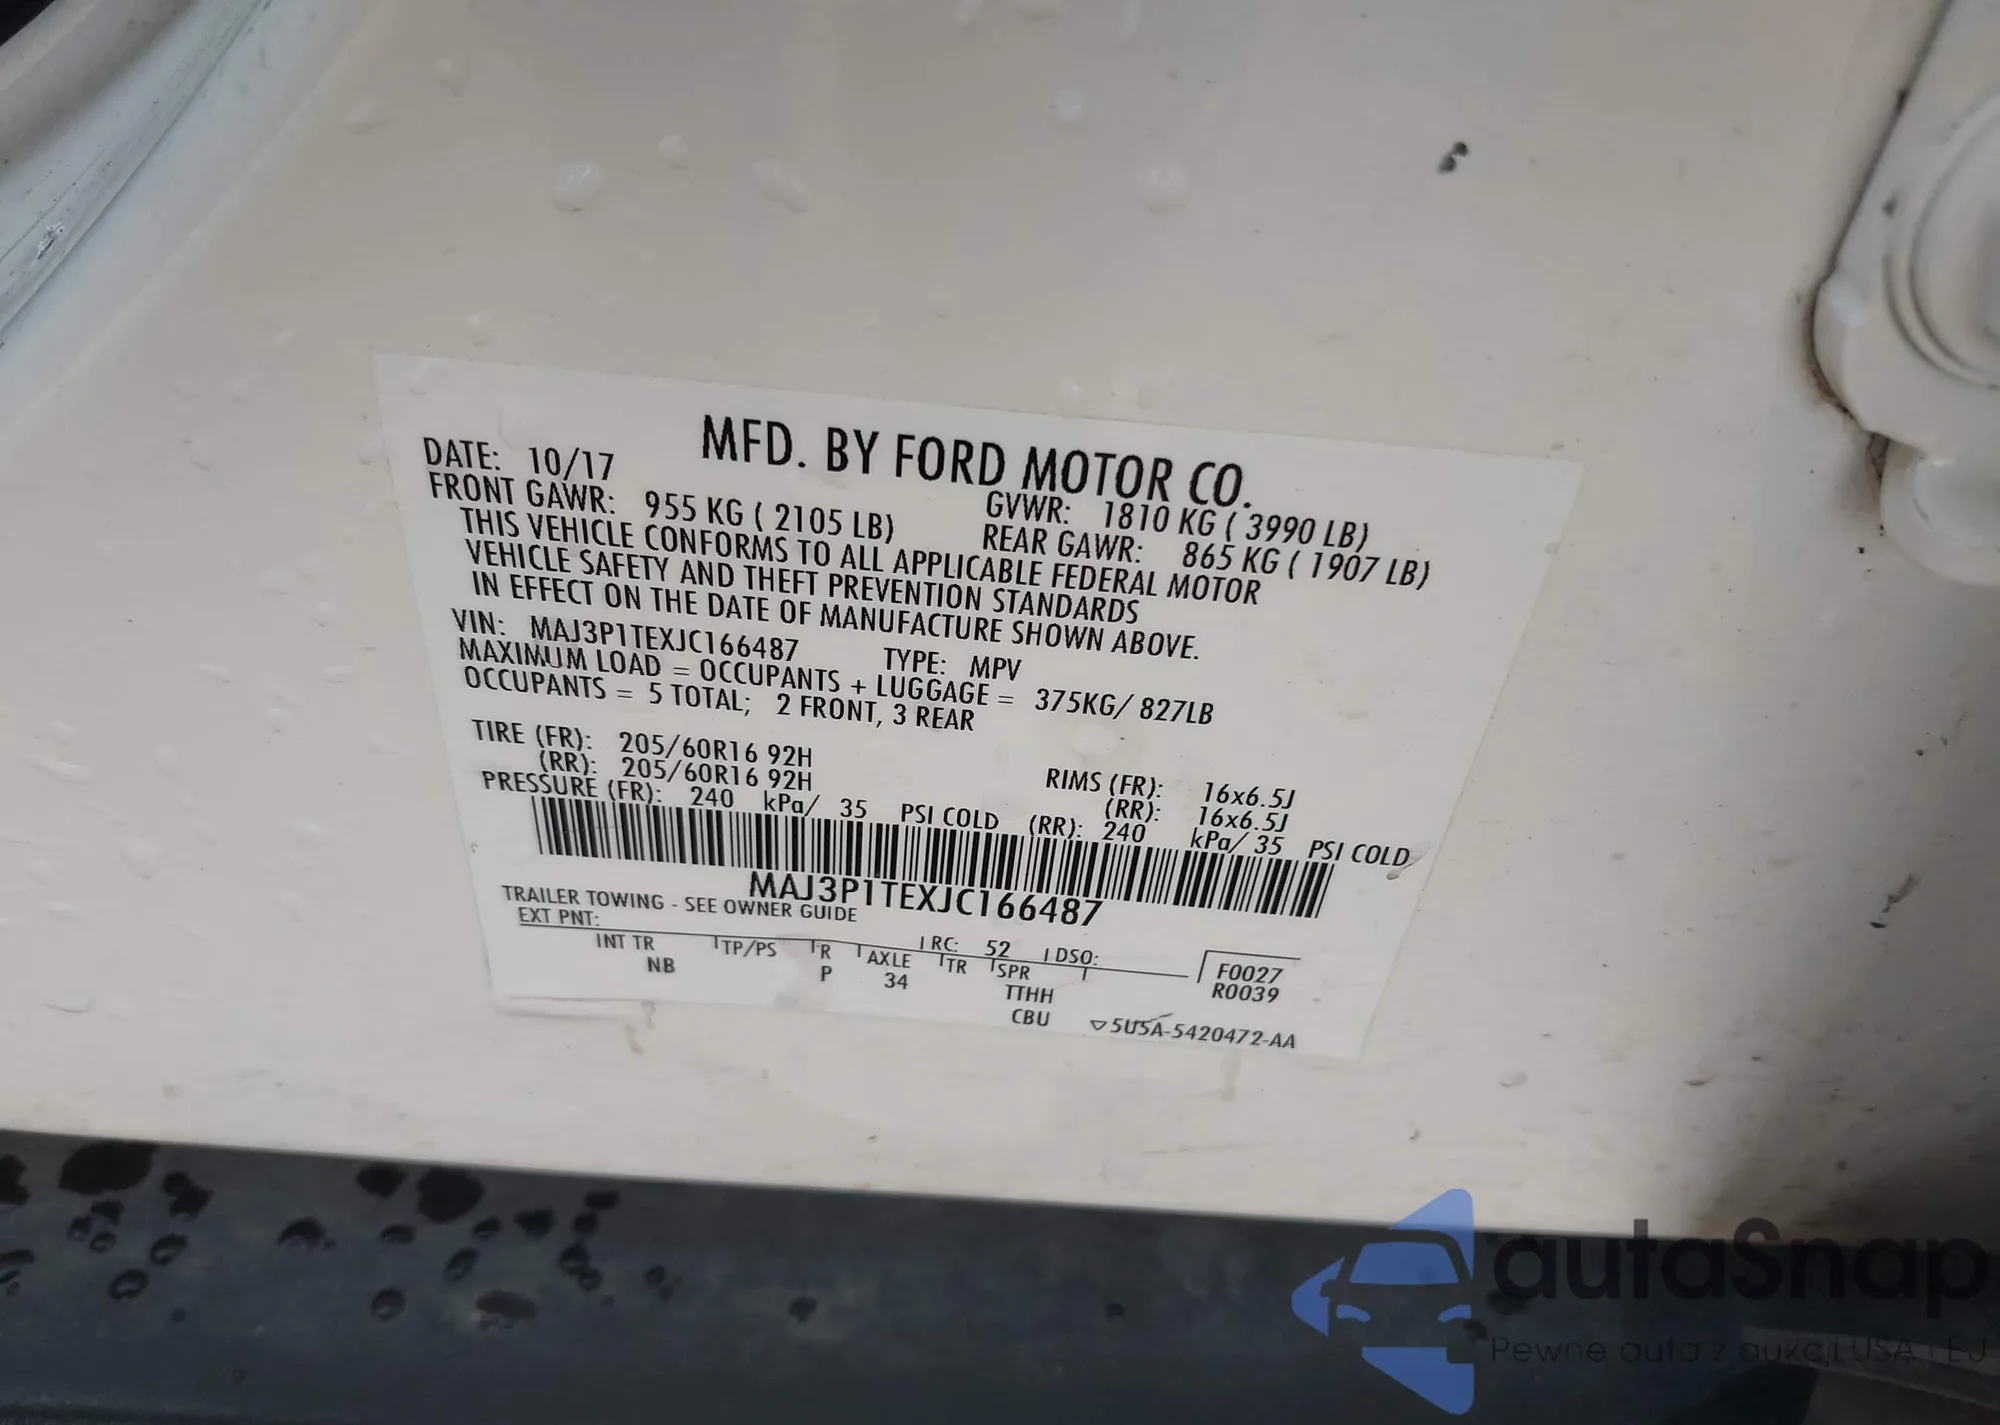 MFD. BY FORD MOTOR CO.
DATE: 10/17 GVWR: 1810 KG ( 3990 LB)
FRONT GAWR: 955 KG ( 2105 LB) REAR GAWR: 865 KG ( 1907 LB)
THIS VEHICLE CONFORMS TO ALL APPLICABLE FEDERAL MOTOR
VEHICLE SAFETY AND THEFT PREVENTION STANDARDS
IN EFFECT ON THE DATE OF MANUFACTURE SHOWN ABOVE.
VIN: MAJ3P1TEXJC166487 TYPE: MPV
MAXIMUM LOAD = OCCUPANTS + LUGGAGE = 375KG/ 827LB
OCCUPANTS = 5 TOTAL; 2 FRONT, 3 REAR
TIRE (FR): 205/60R16 92H RIMS (FR): 16x6.5J
(RR): 205/60R16 92H (RR): 16x6.5J
PRESSURE (FR): 240 kPa/ 35 PSI COLD (RR): 240 kPa/ 35 PSI COLD
MAJ3P1TEXJC166487
TRAILER TOWING - SEE OWNER GUIDE
EXT PNT: RC: 52 DSO: F0027
INT TR TP/PS R AXLE TR SPR R0039
NB P 34 TTHH
CBU ▽5U5A-5420472-AA
autaSnap
Pewne auta z aukcji USA i EU